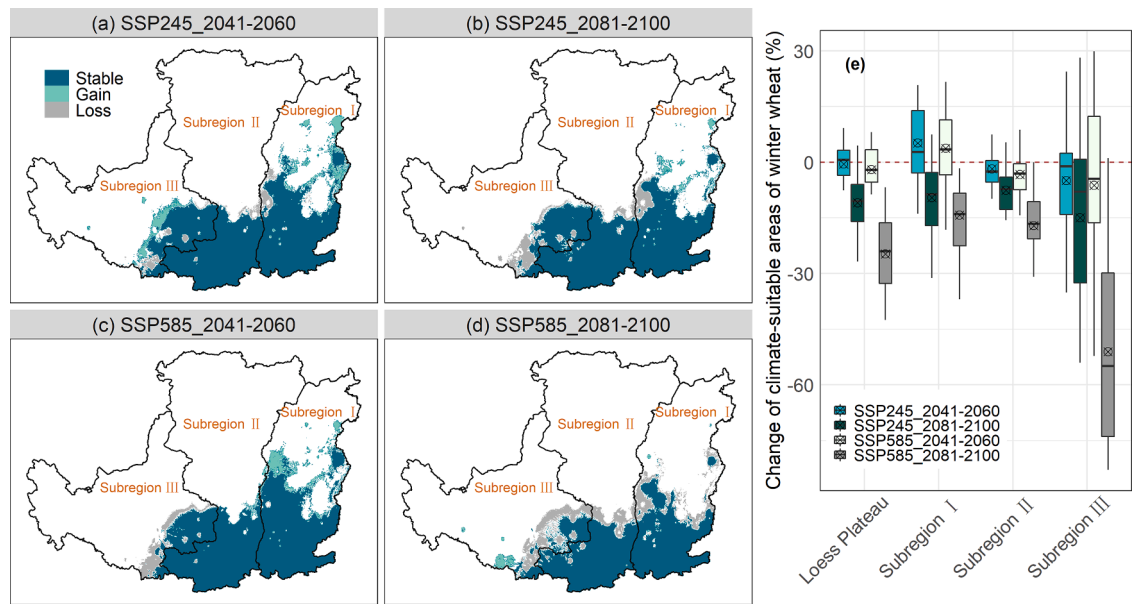 (a) SSP245_2041-2060
(b) SSP245_2081-2100
Stable
Gain
Loss
Subregion Ⅰ
Subregion Ⅱ
Subregion Ⅲ
Subregion Ⅰ
Subregion Ⅱ
Subregion Ⅲ
(c) SSP585_2041-2060
(d) SSP585_2081-2100
Subregion Ⅰ
Subregion Ⅱ
Subregion Ⅲ
Subregion Ⅰ
Subregion Ⅱ
Subregion Ⅲ
Change of climate-suitable areas of winter wheat (%)
(e)
30
0
-30
-60
SSP245_2041-2060
SSP245_2081-2100
SSP585_2041-2060
SSP585_2081-2100
Loess Plateau
Subregion Ⅰ
Subregion Ⅱ
Subregion Ⅲ